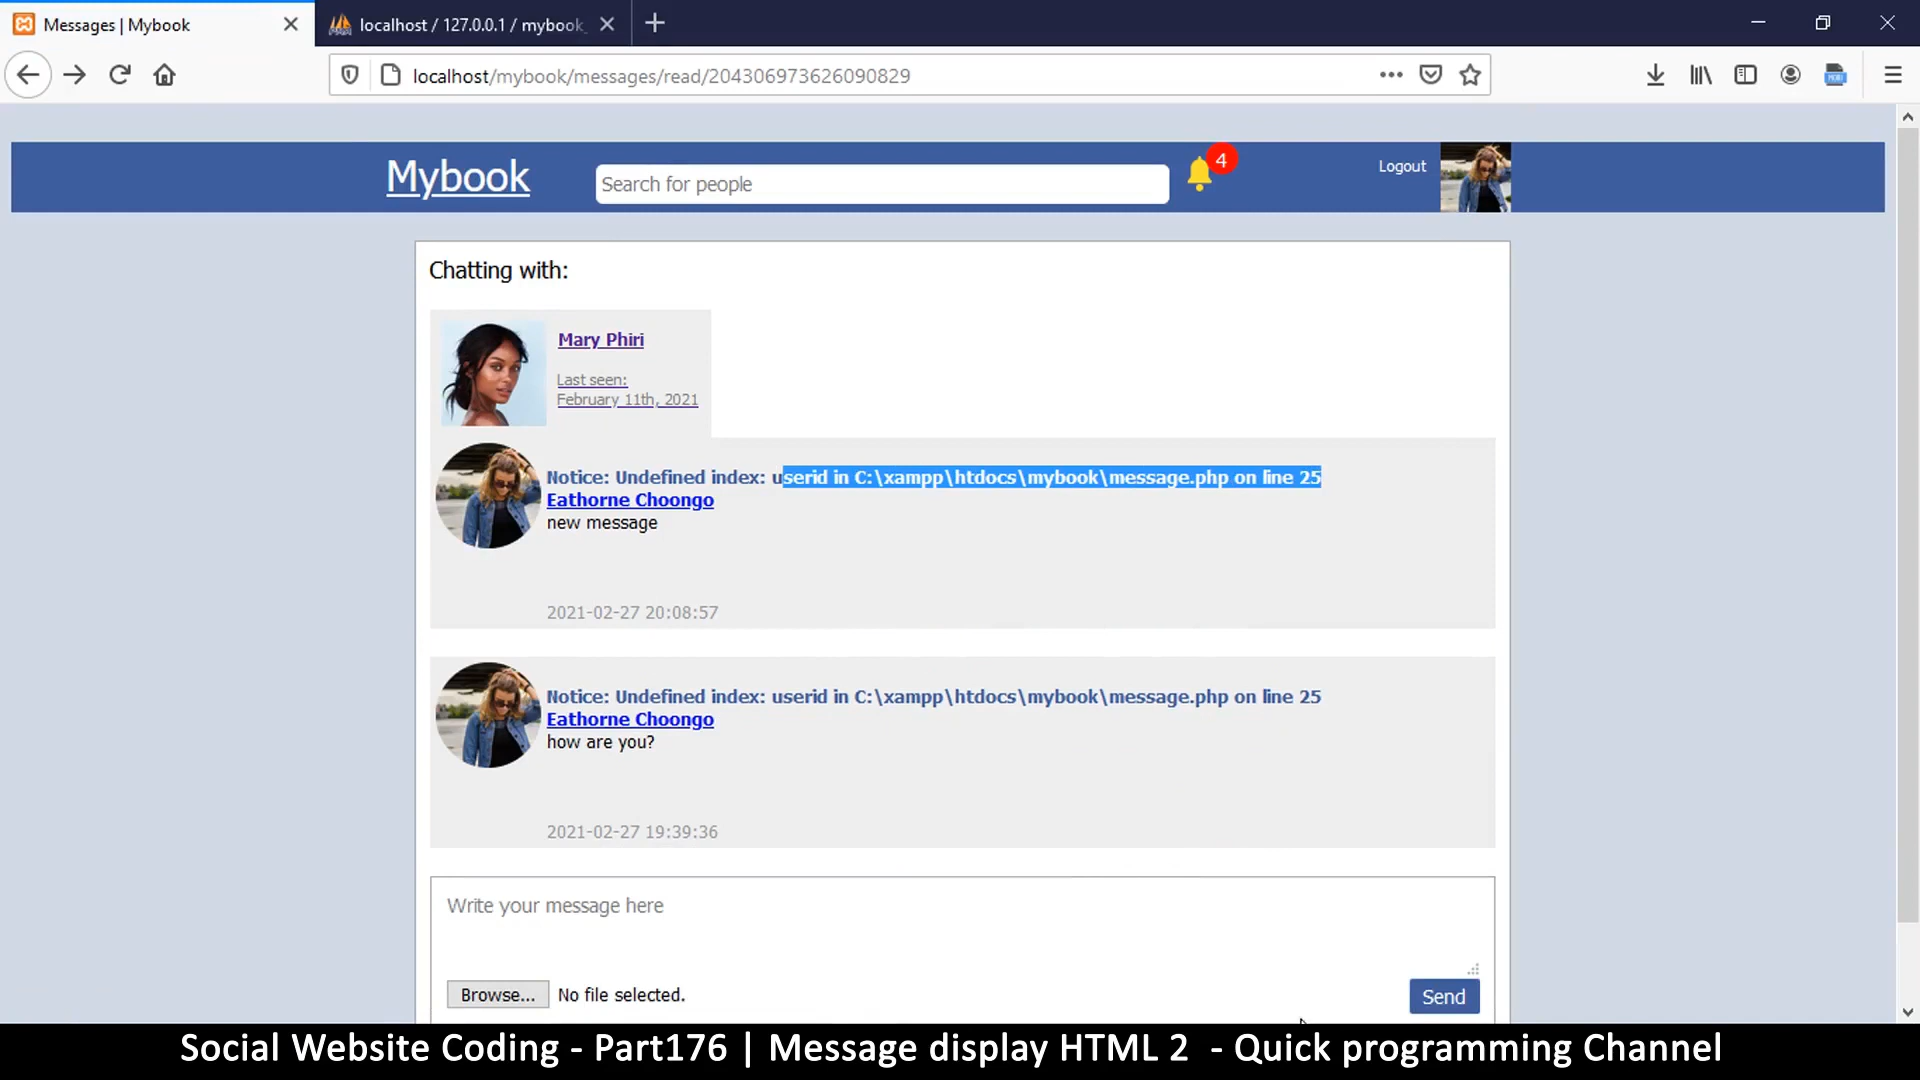 Messages | Mybook
localhost / 127.0.0.1 / mybook_
localhost/mybook/messages/read/204306973626090829
Mybook
Search for people
4
Logout
Chatting with:
Mary Phiri
Last seen:
February 11th, 2021
Notice: Undefined index: userid in C:\xampp\htdocs\mybook\message.php on line 25
Eathorne Choongo
new message
2021-02-27 20:08:57
Notice: Undefined index: userid in C:\xampp\htdocs\mybook\message.php on line 25
Eathorne Choongo
how are you?
2021-02-27 19:39:36
Write your message here
Browse... No file selected.
Send
Social Website Coding - Part176 | Message display HTML 2 - Quick programming Channel